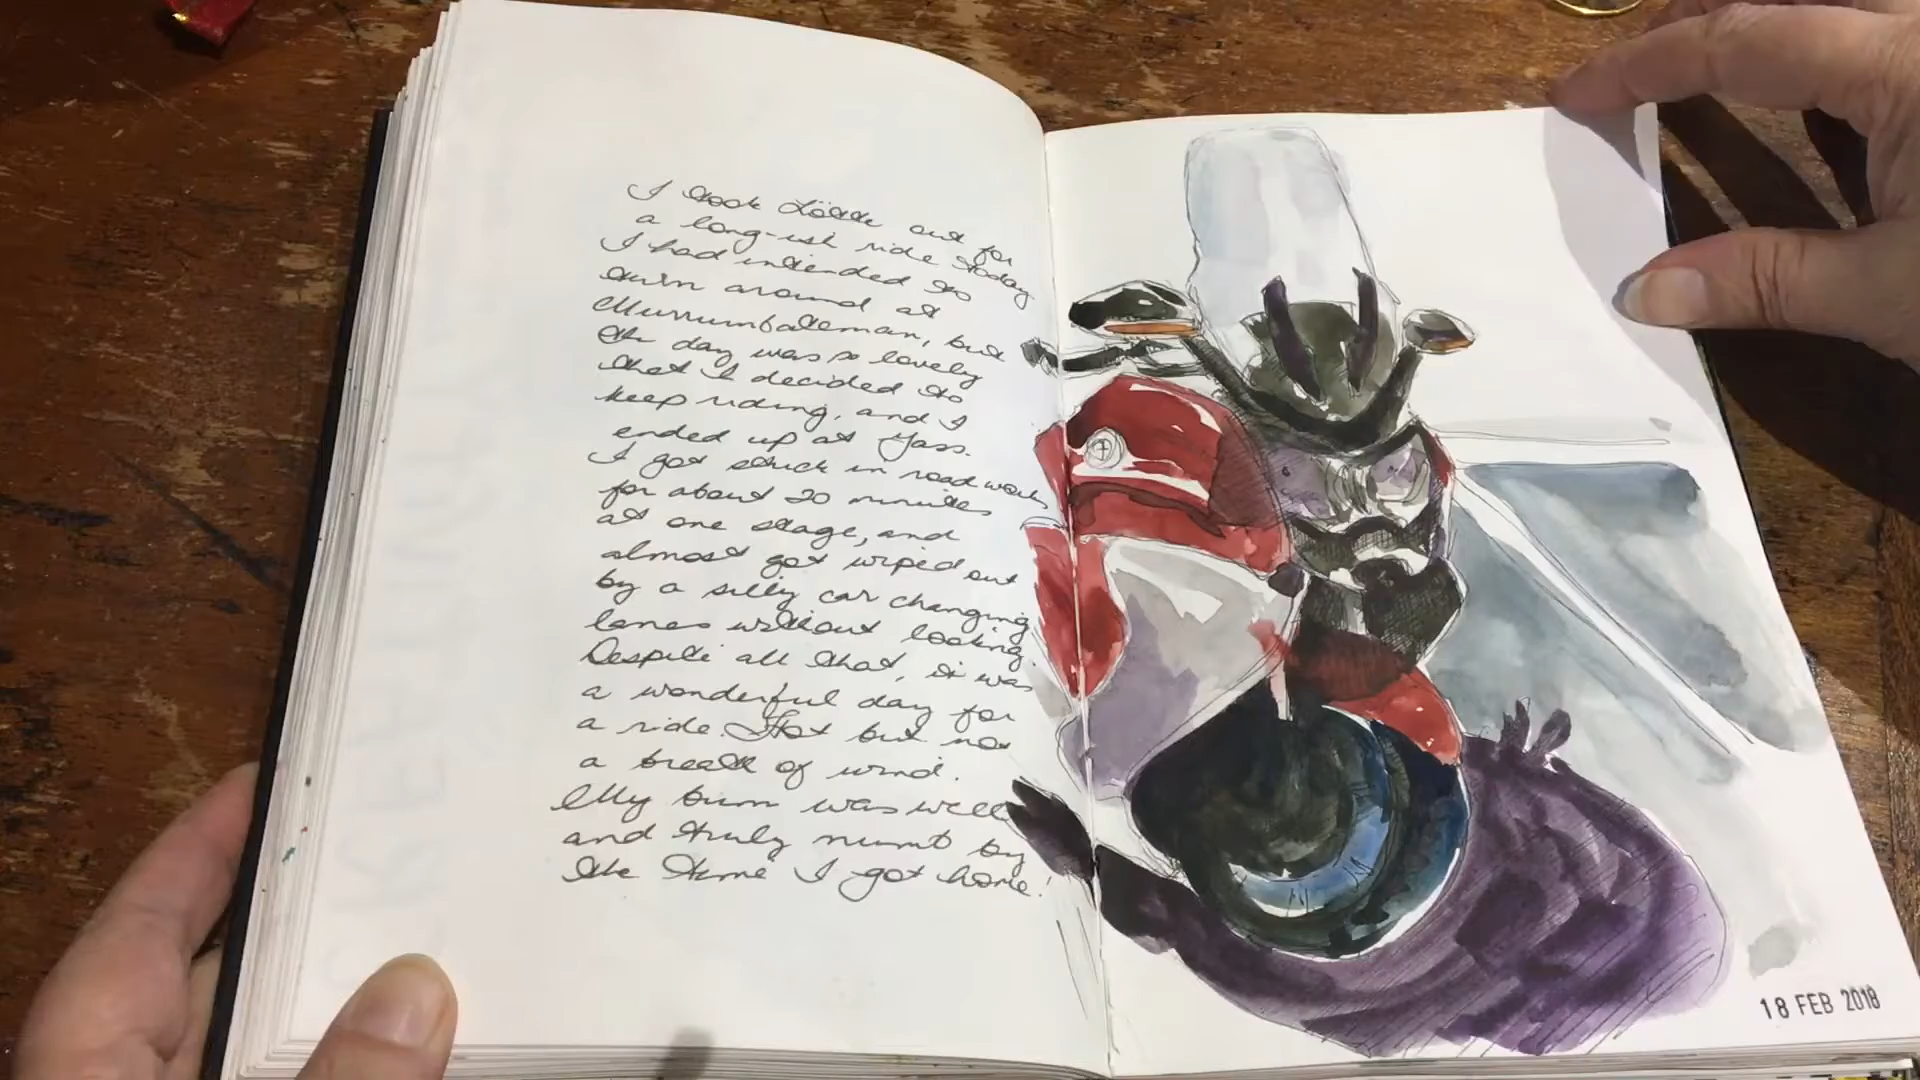 I took Lötte out for
a long-ish ride today
I had intended to
turn around at
Murrumbateman, but
the day was so lovely
that I decided to
keep riding, and I
ended up at Yass.
I got stuck in road works
for about 20 minutes
at one stage, and
almost got wiped out
by a silly car changing
lanes without looking.
Despite all that, it was
a wonderful day for
a ride. Hot but not
a breath of wind.
My bum was well
and truly numb by
the time I got home!
18 FEB 2018